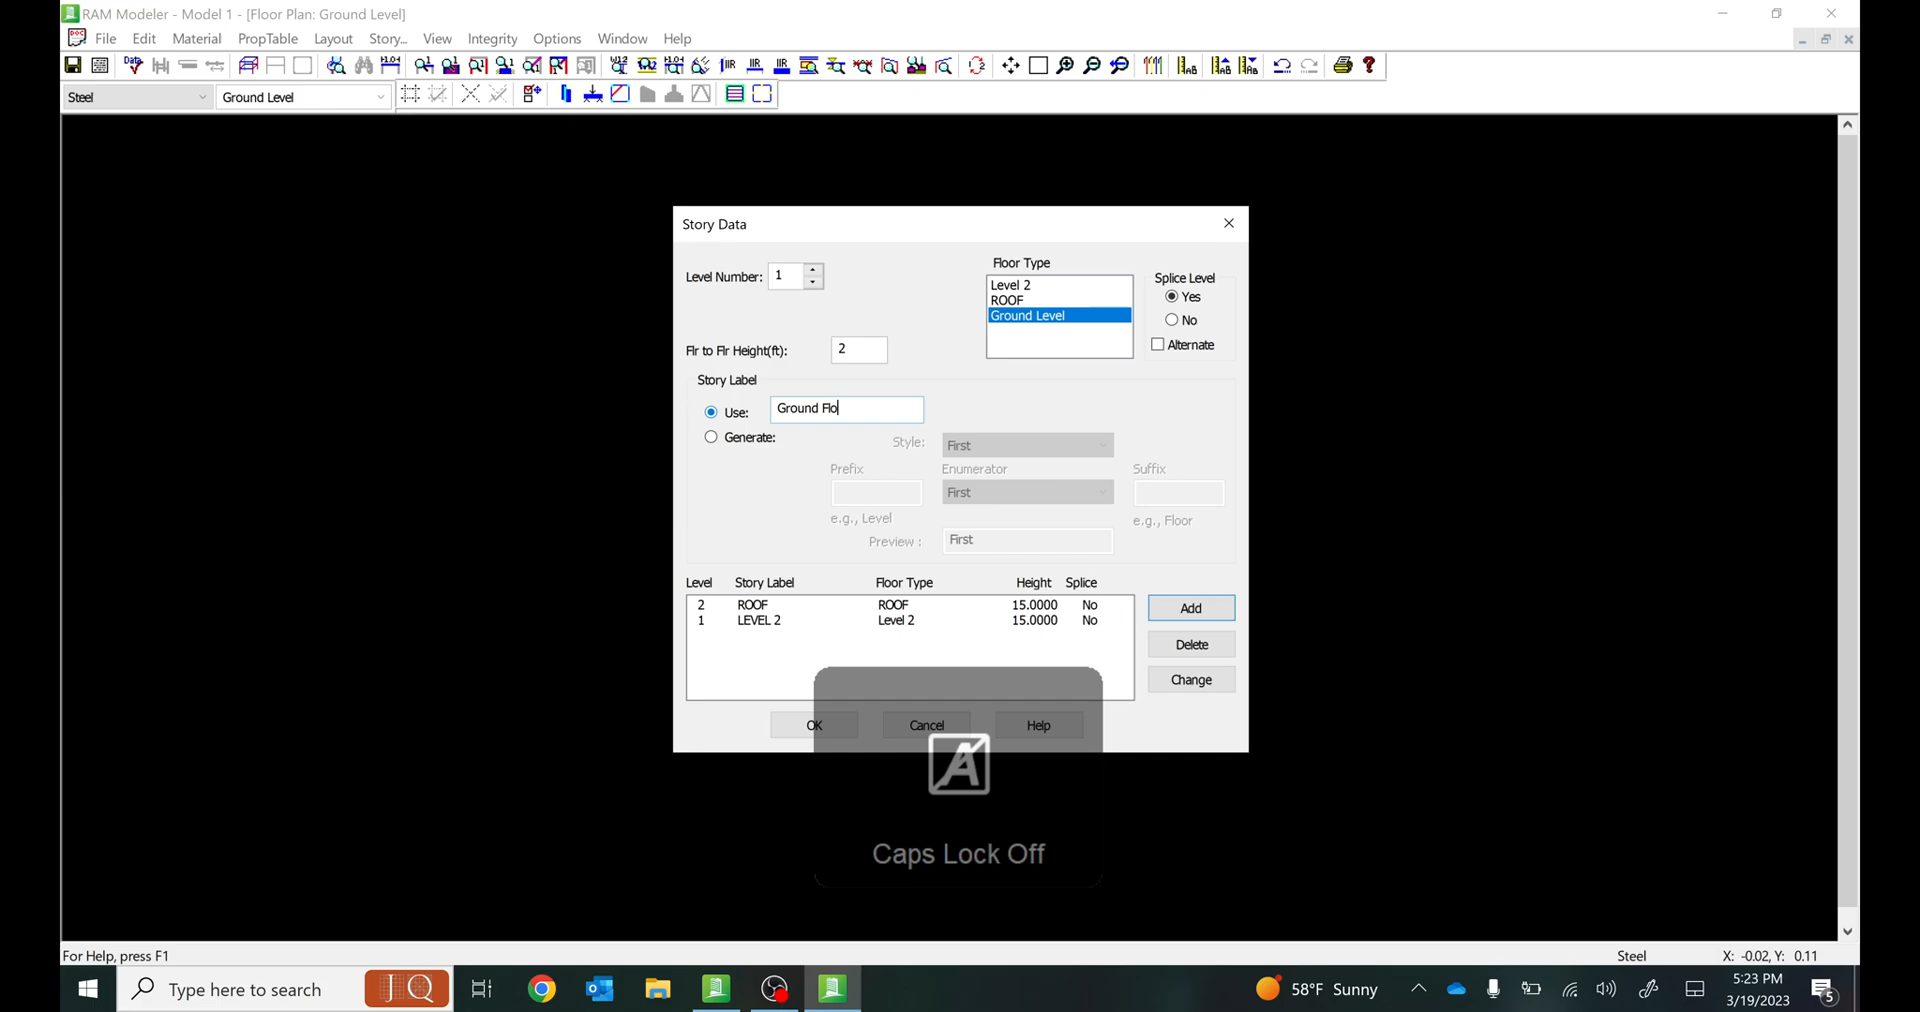 RAM Modeler - Model 1 - [Floor Plan: Ground Level]
File Edit Material PropTable Layout Story... View Integrity Options Window Help
Steel Ground Level
Story Data
Level Number: 1
Floor Type
Level 2
ROOF
Ground Level
Splice Level
Yes
No
Alternate
Flr to Flr Height(ft): 2
Story Label
Use: Ground Flo
Generate:
Style: First
Prefix Enumerator Suffix
First
e.g., Level e.g., Floor
Preview : First
Level Story Label Floor Type Height Splice
2 ROOF ROOF 15.0000 No
1 LEVEL 2 Level 2 15.0000 No
Add
Delete
Change
OK Cancel Help
A
Caps Lock Off
For Help, press F1 Steel X: -0.02, Y: 0.11
Type here to search
58°F Sunny
5:23 PM
3/19/2023
5